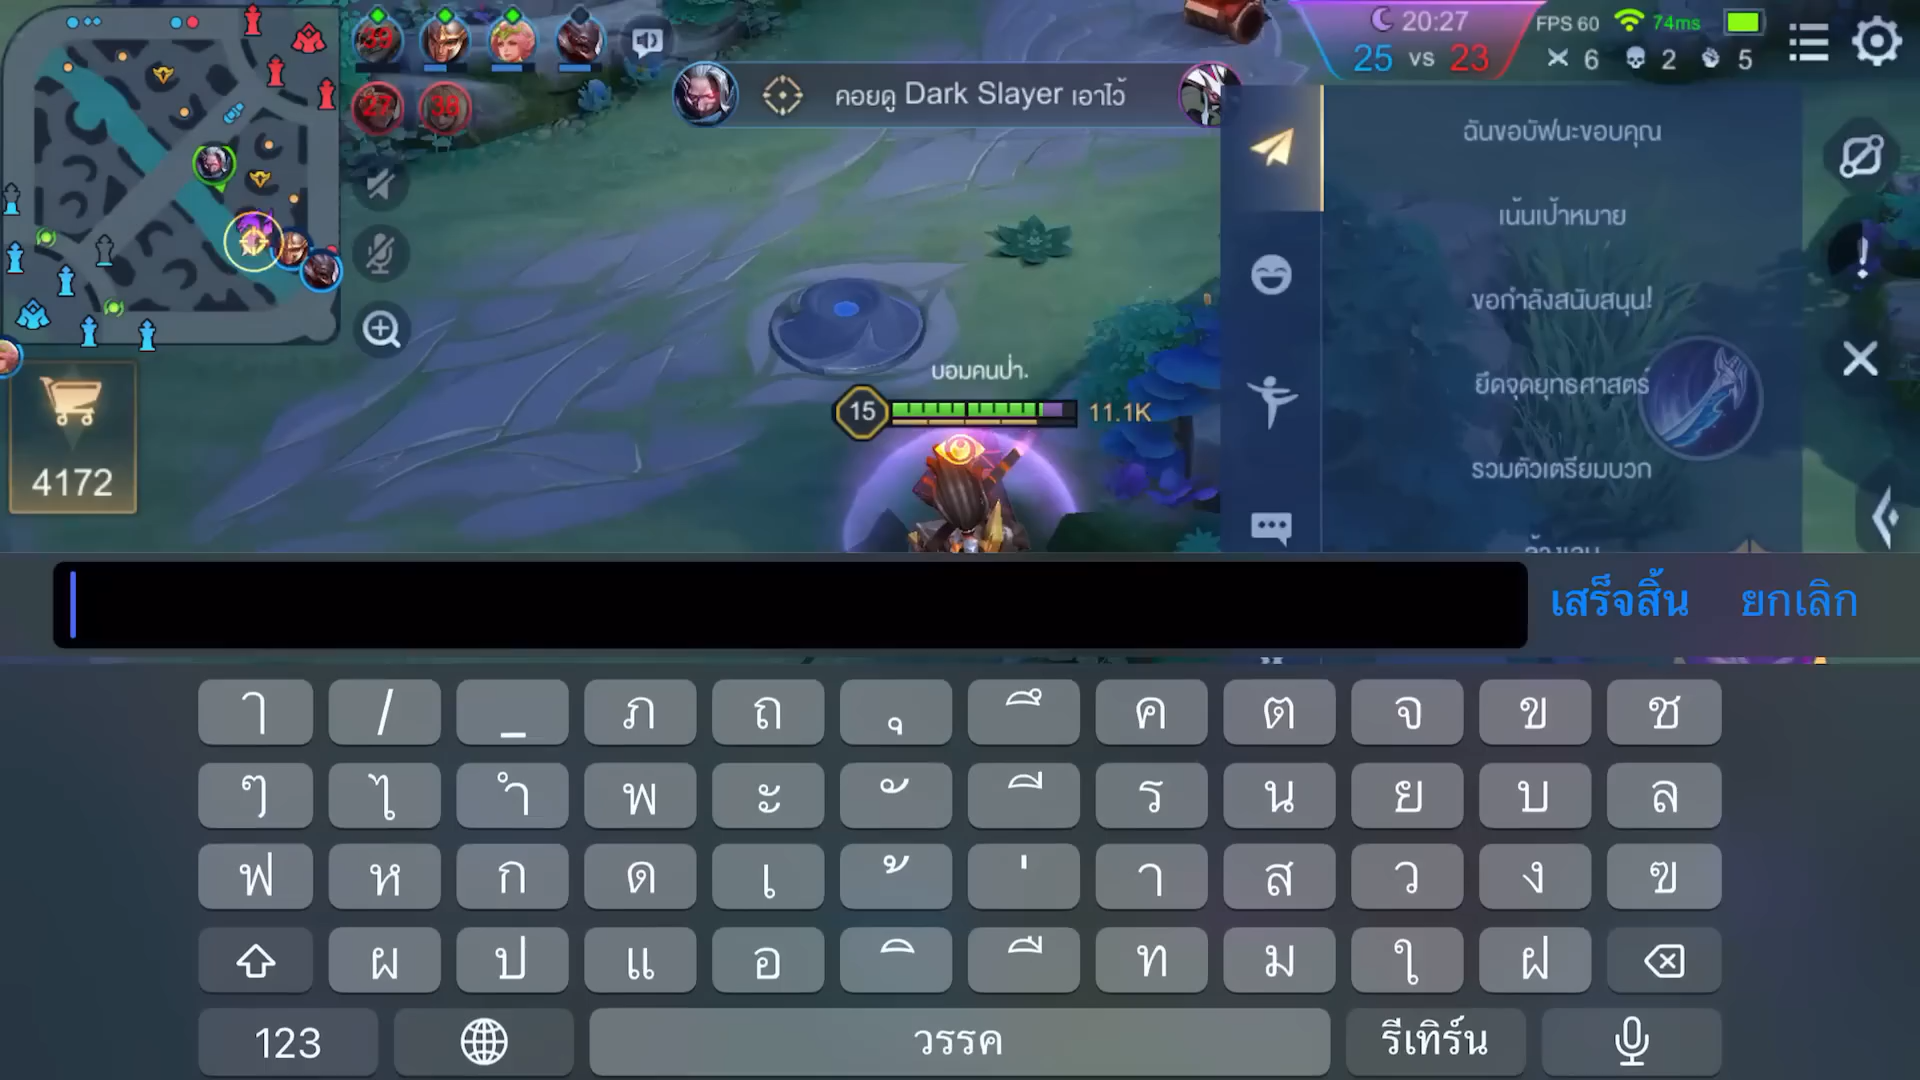 39
27
38
คอยดู Dark Slayer เอาไว้
20:27
25 vs 23
FPS 60
74ms
6
2
5
4172
บอมคนป่า.
15
11.1K
ฉันขอบัฟนะขอบคุณ
เน้นเป้าหมาย
ขอกำลังสนับสนุน!
ยึดจุดยุทธศาสตร์
รวมตัวเตรียมบวก
เสร็จสิ้น
ยกเลิก
ๅ / _ ภ ถ ุ ึ ค ต จ ข ช
ๆ ไ ำ พ ะ ั ี ร น ย บ ล
ฟ ห ก ด เ ้ ่ า ส ว ง ฃ
ผ ป แ อ ิ ื ท ม ใ ฝ
123
วรรค
รีเทิร์น